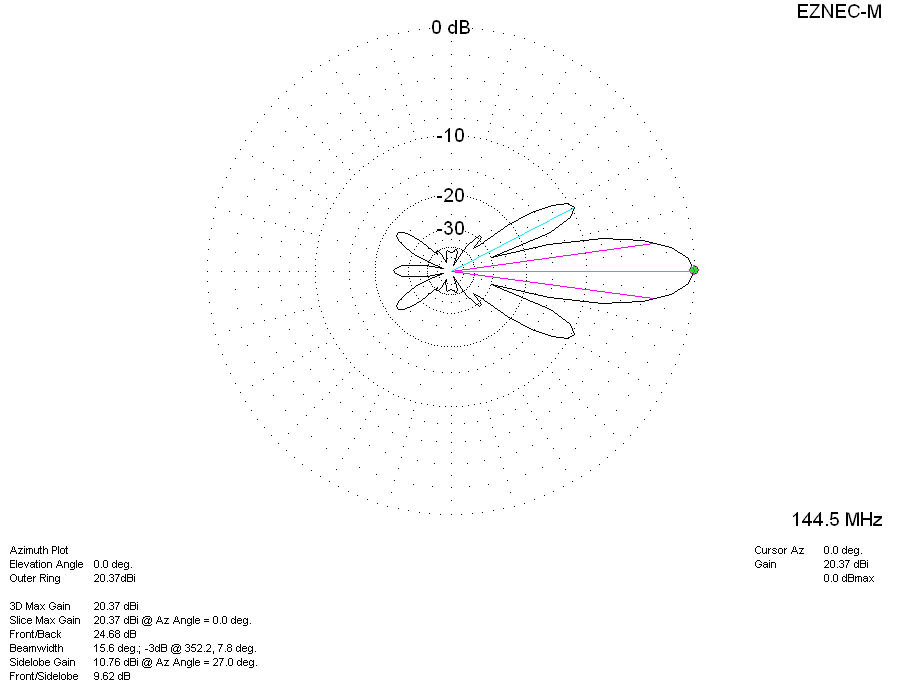 EZNEC-M
0 dB
-10
-20
-30
144.5 MHz
Azimuth Plot
Elevation Angle 0.0 deg.
Outer Ring 20.37dBi
Cursor Az 0.0 deg.
Gain 20.37 dBi
0.0 dBmax
3D Max Gain 20.37 dBi
Slice Max Gain 20.37 dBi @ Az Angle = 0.0 deg.
Front/Back 24.68 dB
Beamwidth 15.6 deg.; -3dB @ 352.2, 7.8 deg.
Sidelobe Gain 10.76 dBi @ Az Angle = 27.0 deg.
Front/Sidelobe 9.62 dB